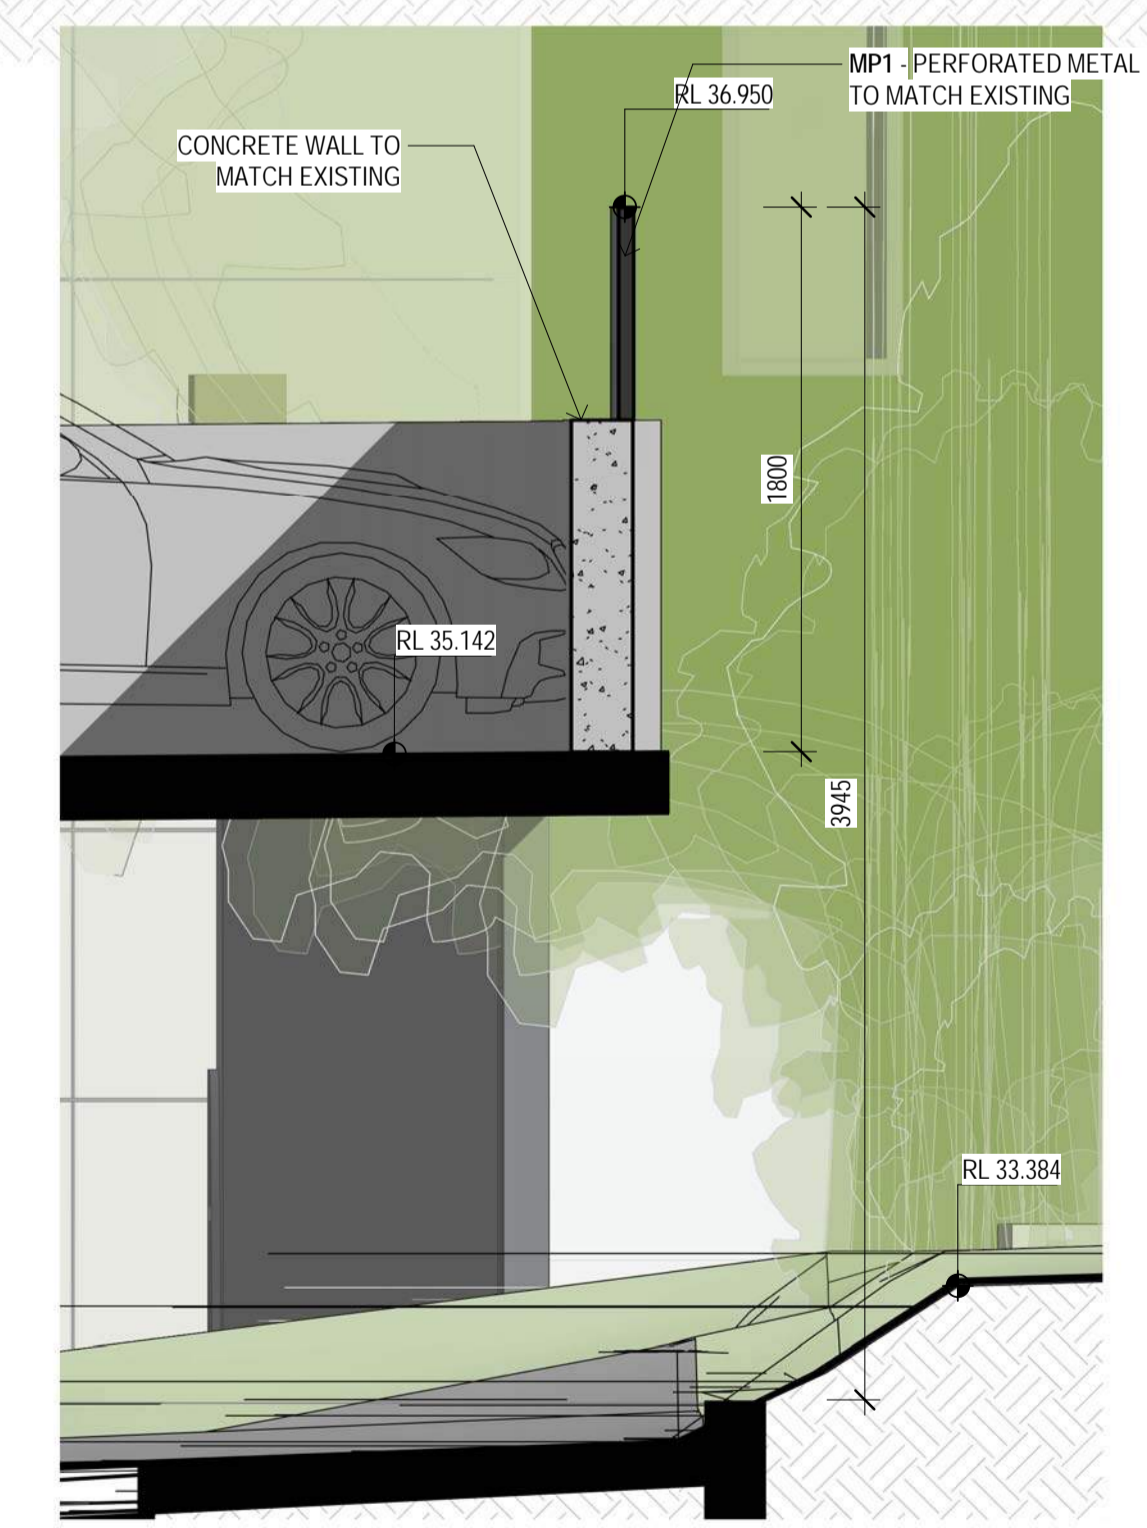 MP1 - PERFORATED METAL
TO MATCH EXISTING
RL 36.950
CONCRETE WALL TO
MATCH EXISTING
1800
RL 35.142
3945
RL 33.384